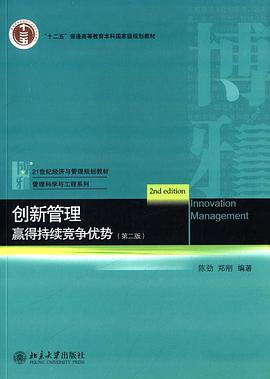 "十二五"普通高等教育本科国家级规划教材
博雅
21世纪经济与管理规划教材
管理科学与工程系列
2nd edition
Innovation
Management
创新管理
赢得持续竞争优势（第二版）
陈劲 郑刚 编著
北京大学出版社